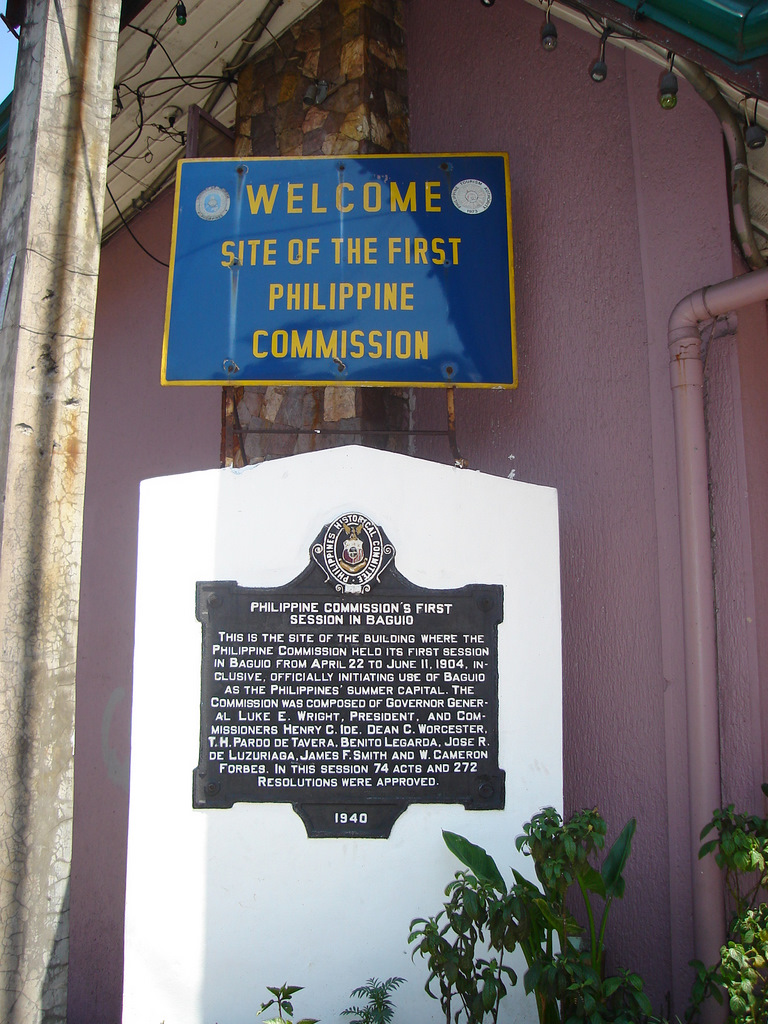 WELCOME
SITE OF THE FIRST
PHILIPPINE
COMMISSION
PHILIPPINES HISTORICAL COMMITTEE
PHILIPPINE COMMISSION'S FIRST
SESSION IN BAGUIO
THIS IS THE SITE OF THE BUILDING WHERE THE
PHILIPPINE COMMISSION HELD ITS FIRST SESSION
IN BAGUIO FROM APRIL 22 TO JUNE 11, 1904, IN-
CLUSIVE, OFFICIALLY INITIATING USE OF BAGUIO
AS THE PHILIPPINES' SUMMER CAPITAL. THE
COMMISSION WAS COMPOSED OF GOVERNOR GENER-
AL LUKE E. WRIGHT, PRESIDENT, AND COM-
MISSIONERS HENRY C. IDE, DEAN C. WORCESTER,
T. H. PARDO DE TAVERA, BENITO LEGARDA, JOSE R.
DE LUZURIAGA, JAMES F. SMITH AND W. CAMERON
FORBES. IN THIS SESSION 74 ACTS AND 272
RESOLUTIONS WERE APPROVED.
1940